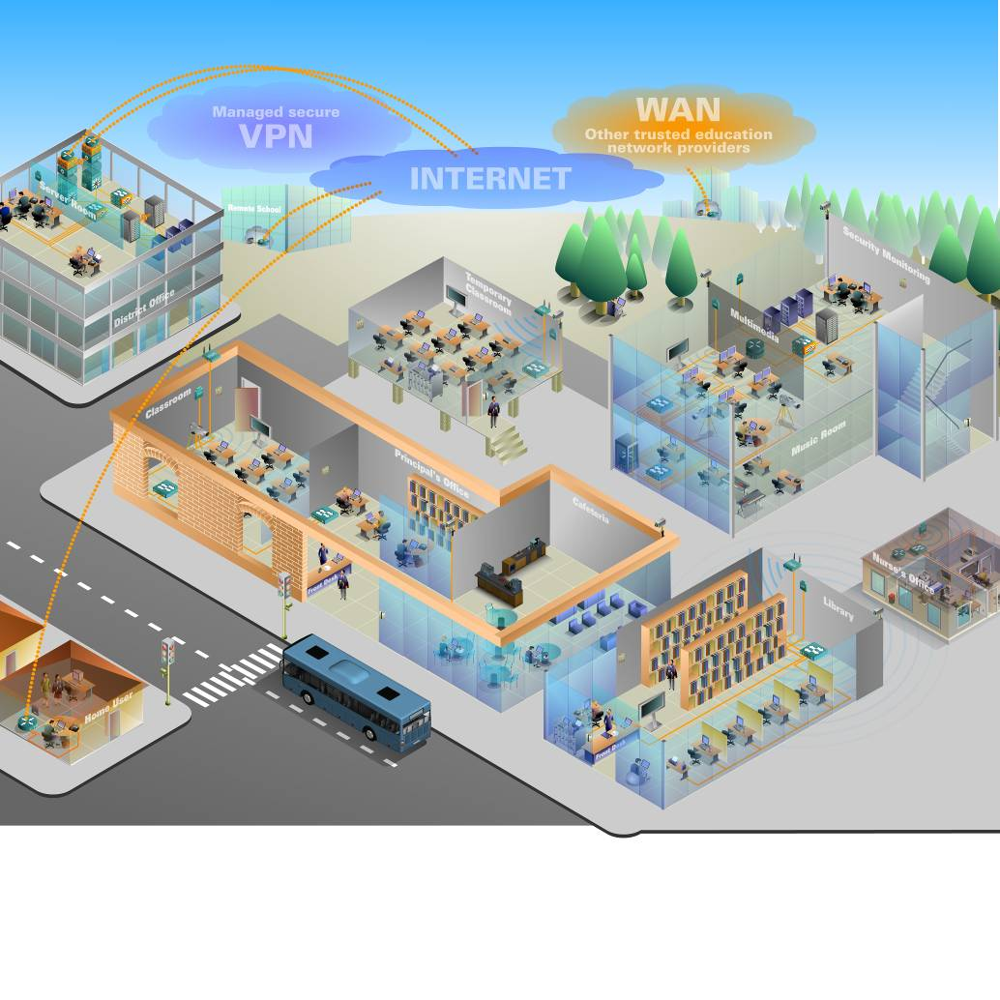 Managed secure
VPN
WAN
Other trusted education
network providers
INTERNET
Server Room
Remote School
District Office
Temporary
Classroom
Security Monitoring
Multimedia
Music Room
Classroom
Principal's Office
Cafeteria
Front Desk
Nurse's Office
Library
Home User
Front Desk